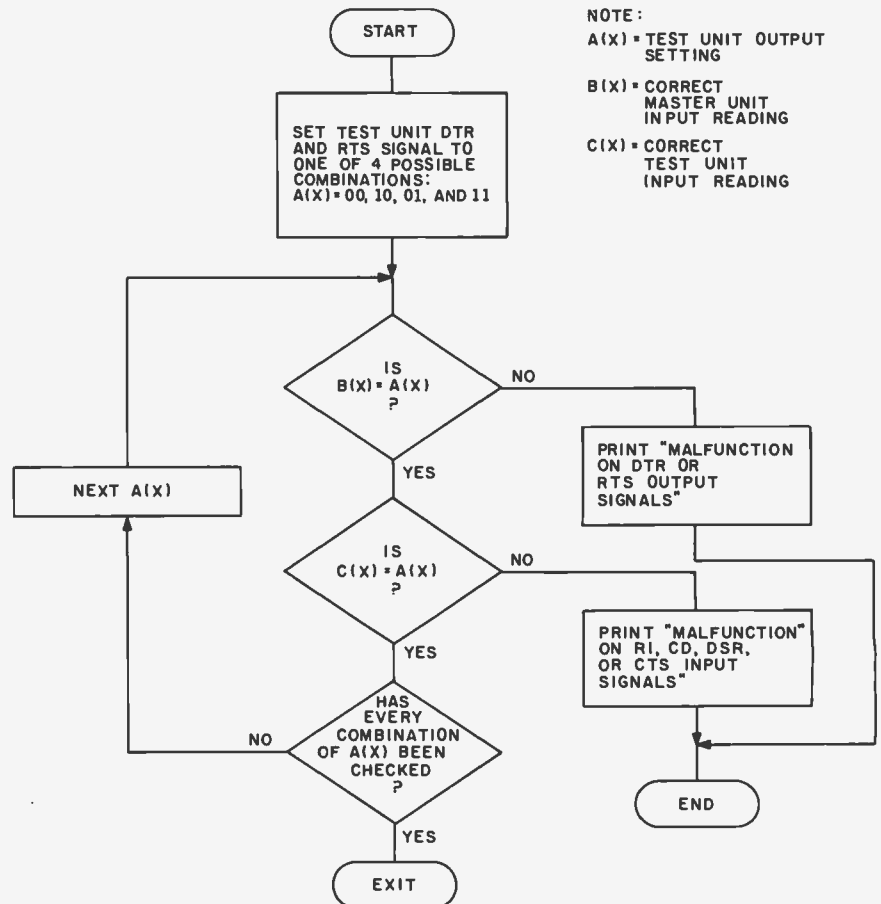 START
NOTE:
A(X) = TEST UNIT OUTPUT
SETTING
B(X) = CORRECT
MASTER UNIT
INPUT READING
C(X) = CORRECT
TEST UNIT
INPUT READING
SET TEST UNIT DTR
AND RTS SIGNAL TO
ONE OF 4 POSSIBLE
COMBINATIONS:
A(X) = 00, 10, 01, AND 11
IS
B(X) = A(X)
?
NO
YES
PRINT "MALFUNCTION
ON DTR OR
RTS OUTPUT
SIGNALS"
NEXT A(X)
IS
C(X) = A(X)
?
NO
YES
PRINT "MALFUNCTION"
ON RI, CD, DSR,
OR CTS INPUT
SIGNALS"
HAS
EVERY
COMBINATION
OF A(X) BEEN
CHECKED
?
NO
YES
END
EXIT